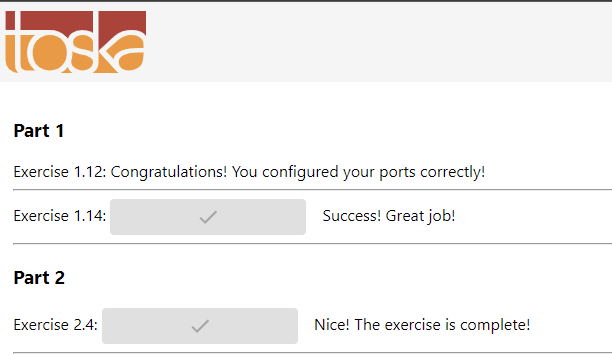 toska
Part 1
Exercise 1.12: Congratulations! You configured your ports correctly!
Exercise 1.14: Success! Great job!
Part 2
Exercise 2.4: Nice! The exercise is complete!